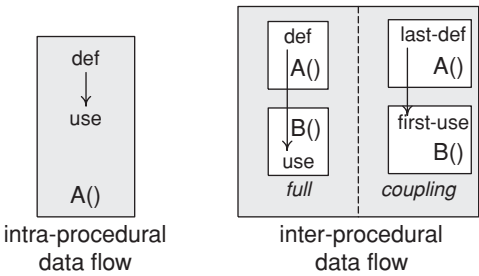 def
use
A()
intra-procedural
data flow
def
A()
B()
use
full
last-def
A()
first-use
B()
coupling
inter-procedural
data flow